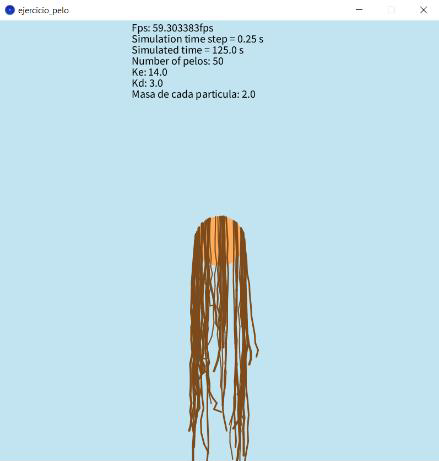 ejercicio_pelo
Fps: 59.303383fps
Simulation time step = 0.25 s
Simulated time = 125.0 s
Number of pelos: 50
Ke: 14.0
Kd: 3.0
Masa de cada particula: 2.0